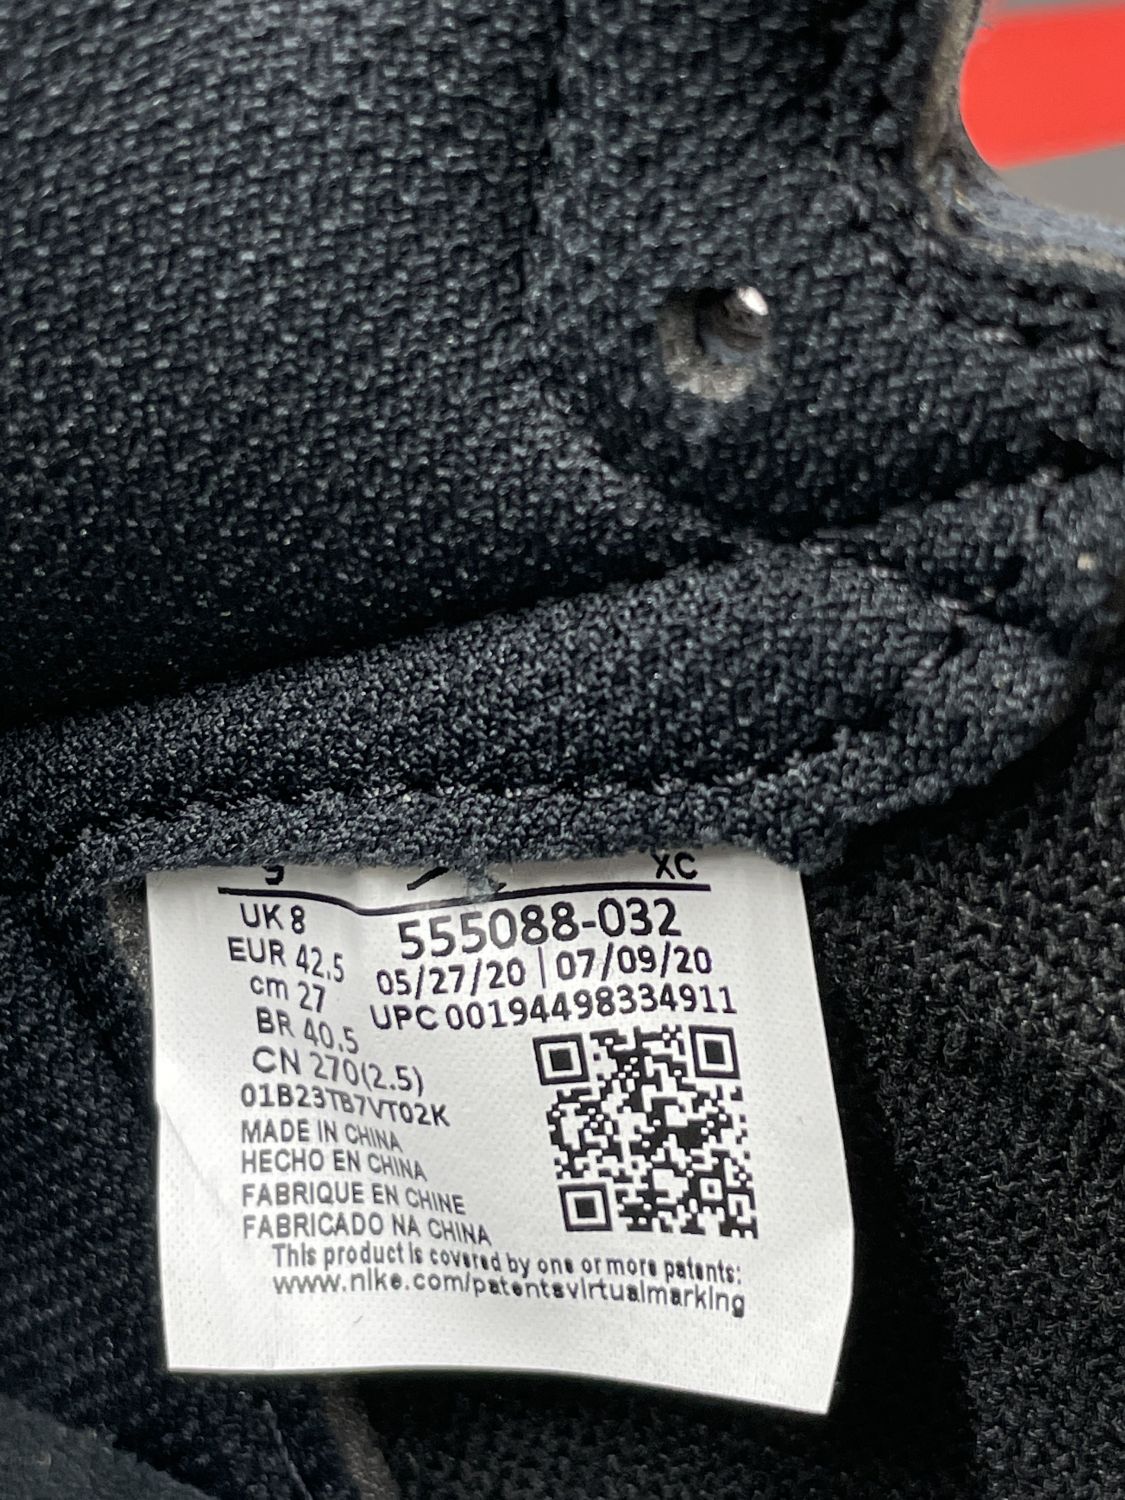 XC
UK 8
EUR 42.5
cm 27
BR 40.5
CN 270(2.5)
555088-032
05/27/20 | 07/09/20
UPC 00194498334911
01B23TB7VT02K
MADE IN CHINA
HECHO EN CHINA
FABRIQUE EN CHINE
FABRICADO NA CHINA
This product is covered by one or more patents:
www.nike.com/patentsvirtualmarking